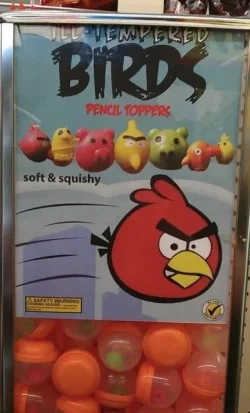 ILL-TEMPERED
BIRDS
PENCIL TOPPERS
soft & squishy
SAFETY WARNING: